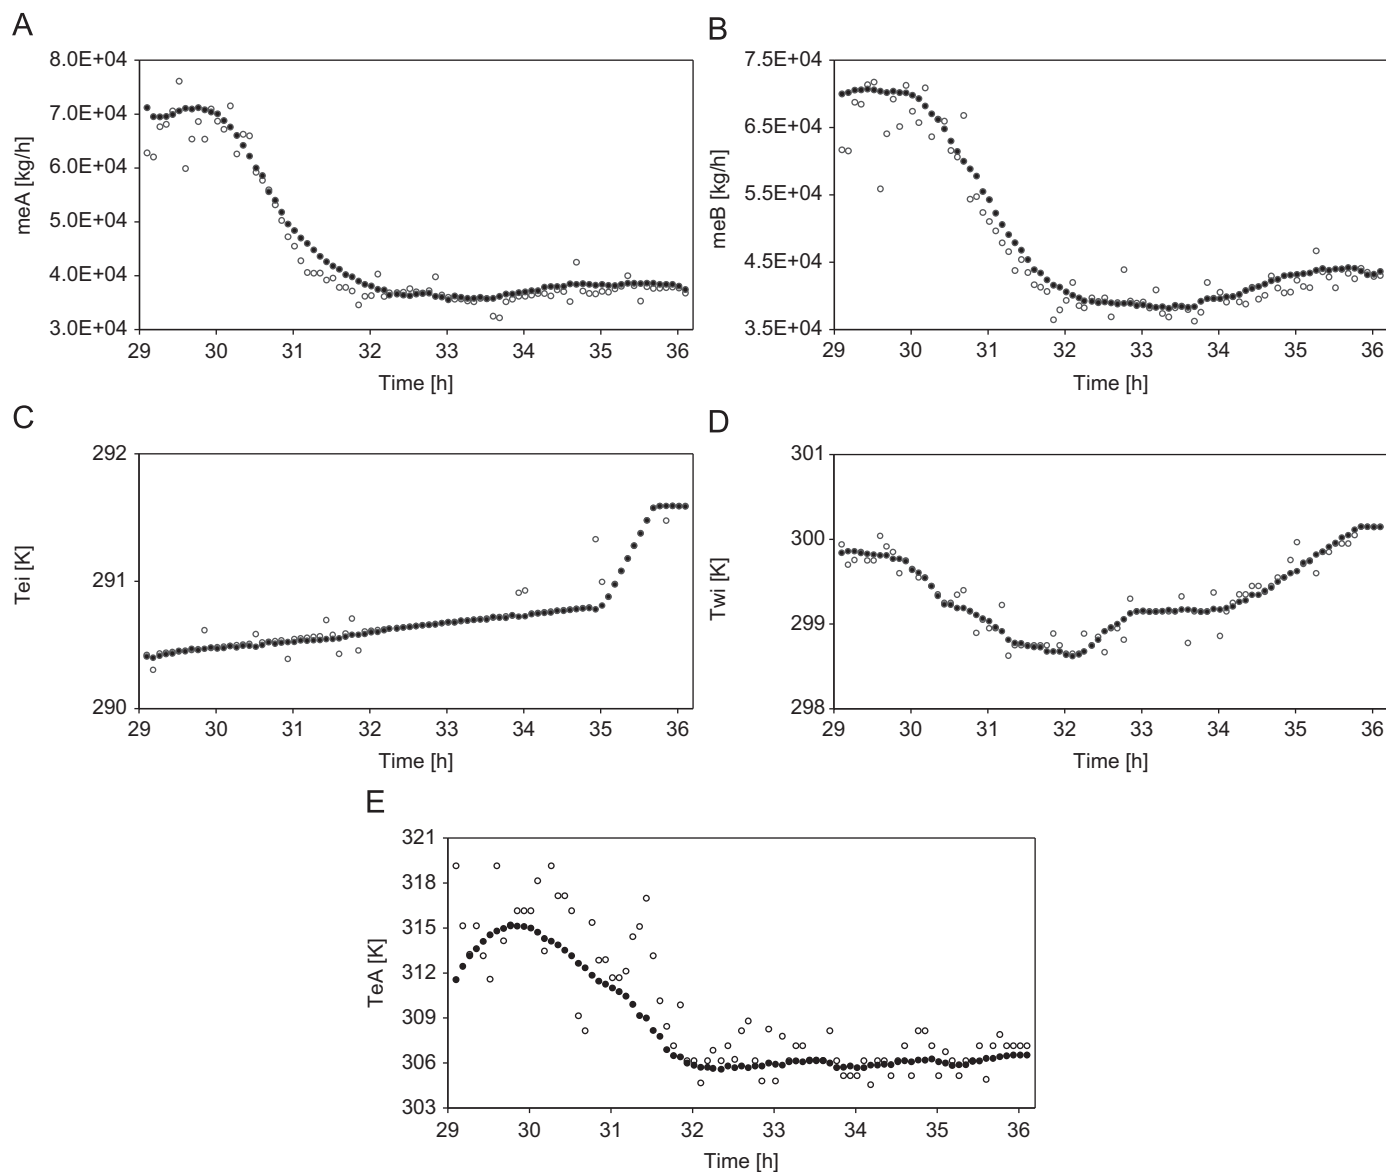 A
8.0E+04
7.0E+04
6.0E+04
5.0E+04
4.0E+04
3.0E+04
meA [kg/h]
29 30 31 32 33 34 35 36
Time [h]
B
7.5E+04
6.5E+04
5.5E+04
4.5E+04
3.5E+04
meB [kg/h]
29 30 31 32 33 34 35 36
Time [h]
C
292
291
290
Tei [K]
29 30 31 32 33 34 35 36
Time [h]
D
301
300
299
298
Twi [K]
29 30 31 32 33 34 35 36
Time [h]
E
321
318
315
312
309
306
303
TeA [K]
29 30 31 32 33 34 35 36
Time [h]